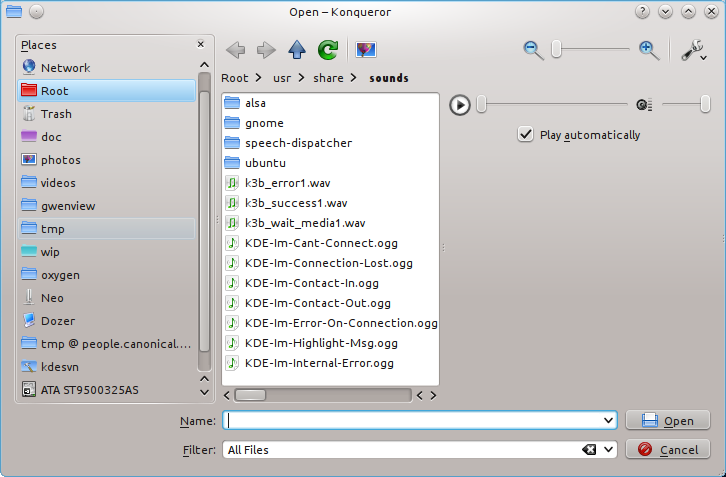 Open – Konqueror
Places
Network
Root
Trash
doc
photos
videos
gwenview
tmp
wip
oxygen
Neo
Dozer
tmp @ people.canonical....
kdesvn
ATA ST9500325AS
Root > usr > share > sounds
alsa
gnome
speech-dispatcher
ubuntu
k3b_error1.wav
k3b_success1.wav
k3b_wait_media1.wav
KDE-Im-Cant-Connect.ogg
KDE-Im-Connection-Lost.ogg
KDE-Im-Contact-In.ogg
KDE-Im-Contact-Out.ogg
KDE-Im-Error-On-Connection.ogg
KDE-Im-Highlight-Msg.ogg
KDE-Im-Internal-Error.ogg
Play automatically
Name:
Open
Filter: All Files
Cancel